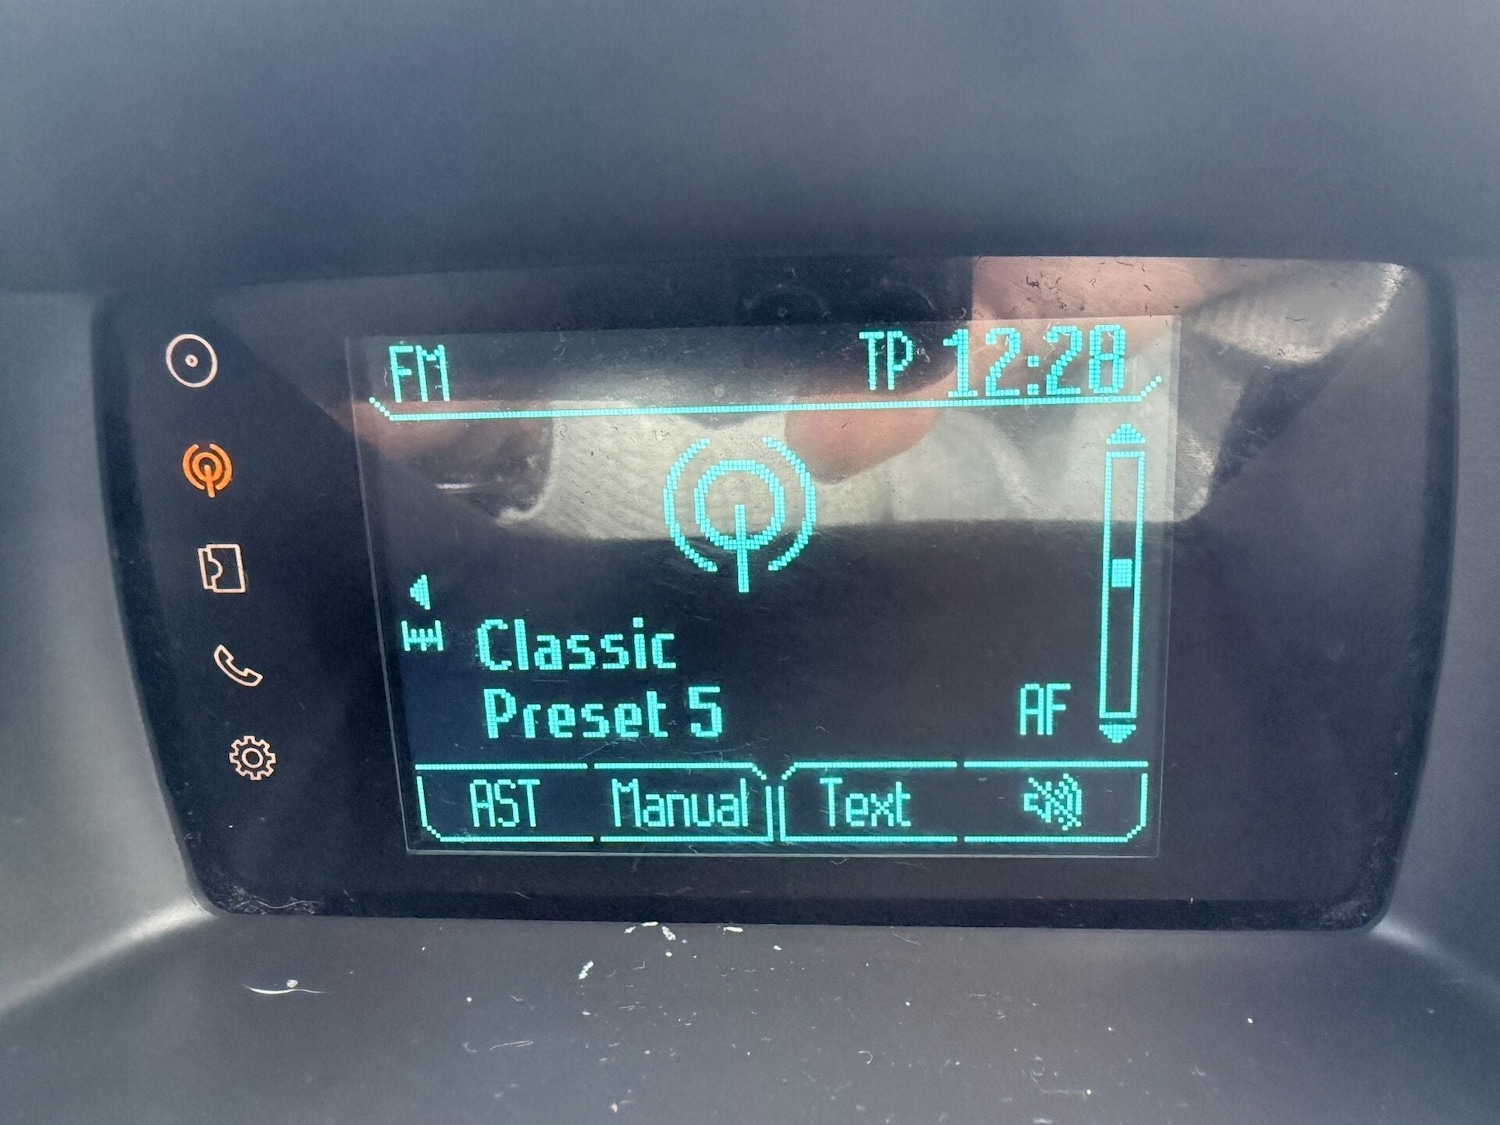 FM TP 12:28
Classic
Preset 5 AF
AST Manual Text